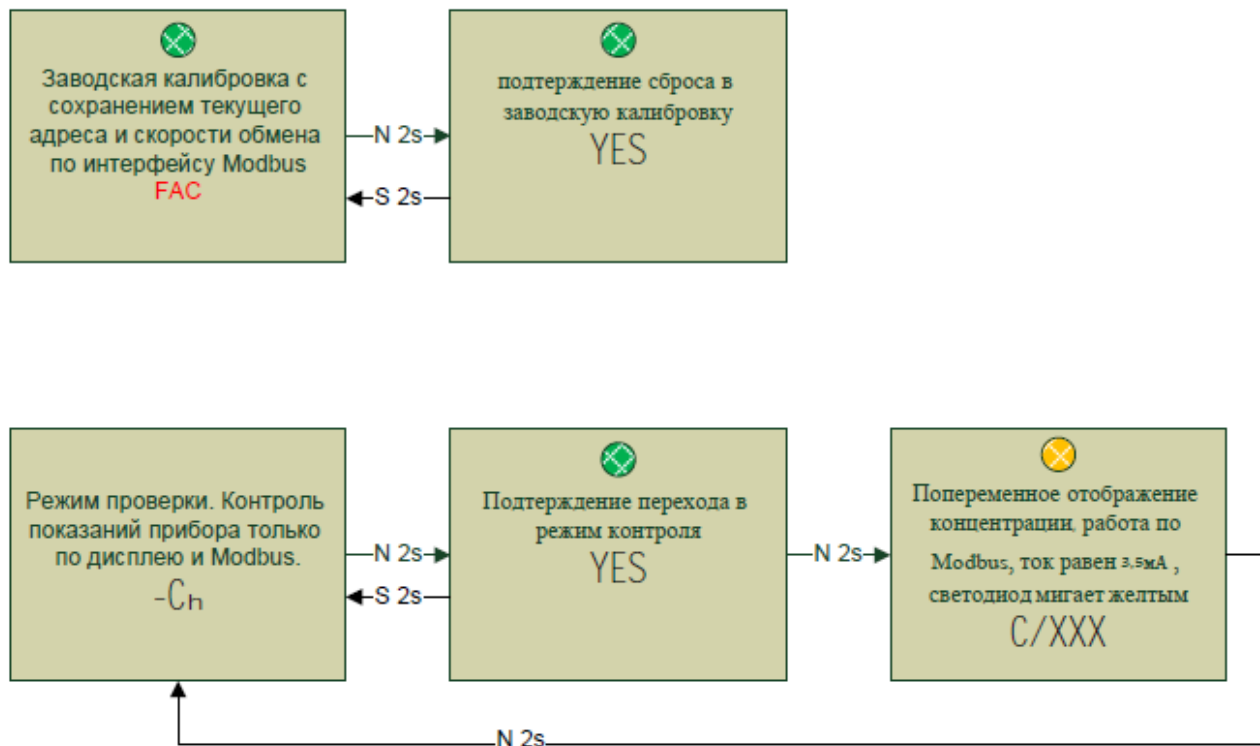 Заводская калибровка с
сохранением текущего
адреса и скорости обмена
по интерфейсу Modbus
FAC
N 2s
S 2s
подтерждение сброса в
заводскую калибровку
YES
Режим проверки. Контроль
показаний прибора только
по дисплею и Modbus.
-Ch
N 2s
S 2s
Подтерждение перехода в
режим контроля
YES
N 2s
Попеременное отображение
концентрации, работа по
Modbus, ток равен 3,5мА ,
светодиод мигает желтым
C/XXX
N 2s